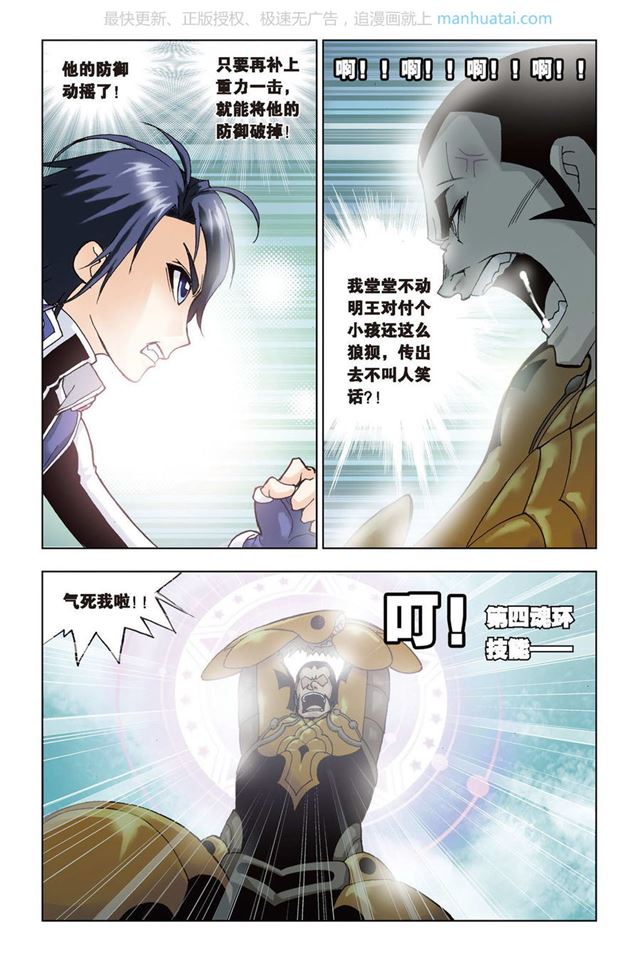 最快更新、正版授权、极速无广告，追漫画就上 manhuatai.com
他的防御
动摇了！
只要再补上
重力一击，
就能将他的
防御破掉！
啊！！啊！！啊！！啊！！
我堂堂不动
明王对付个
小孩还这么
狼狈，传出
去不叫人笑
话？！
气死我啦！！
叮！
第四魂环
技能——